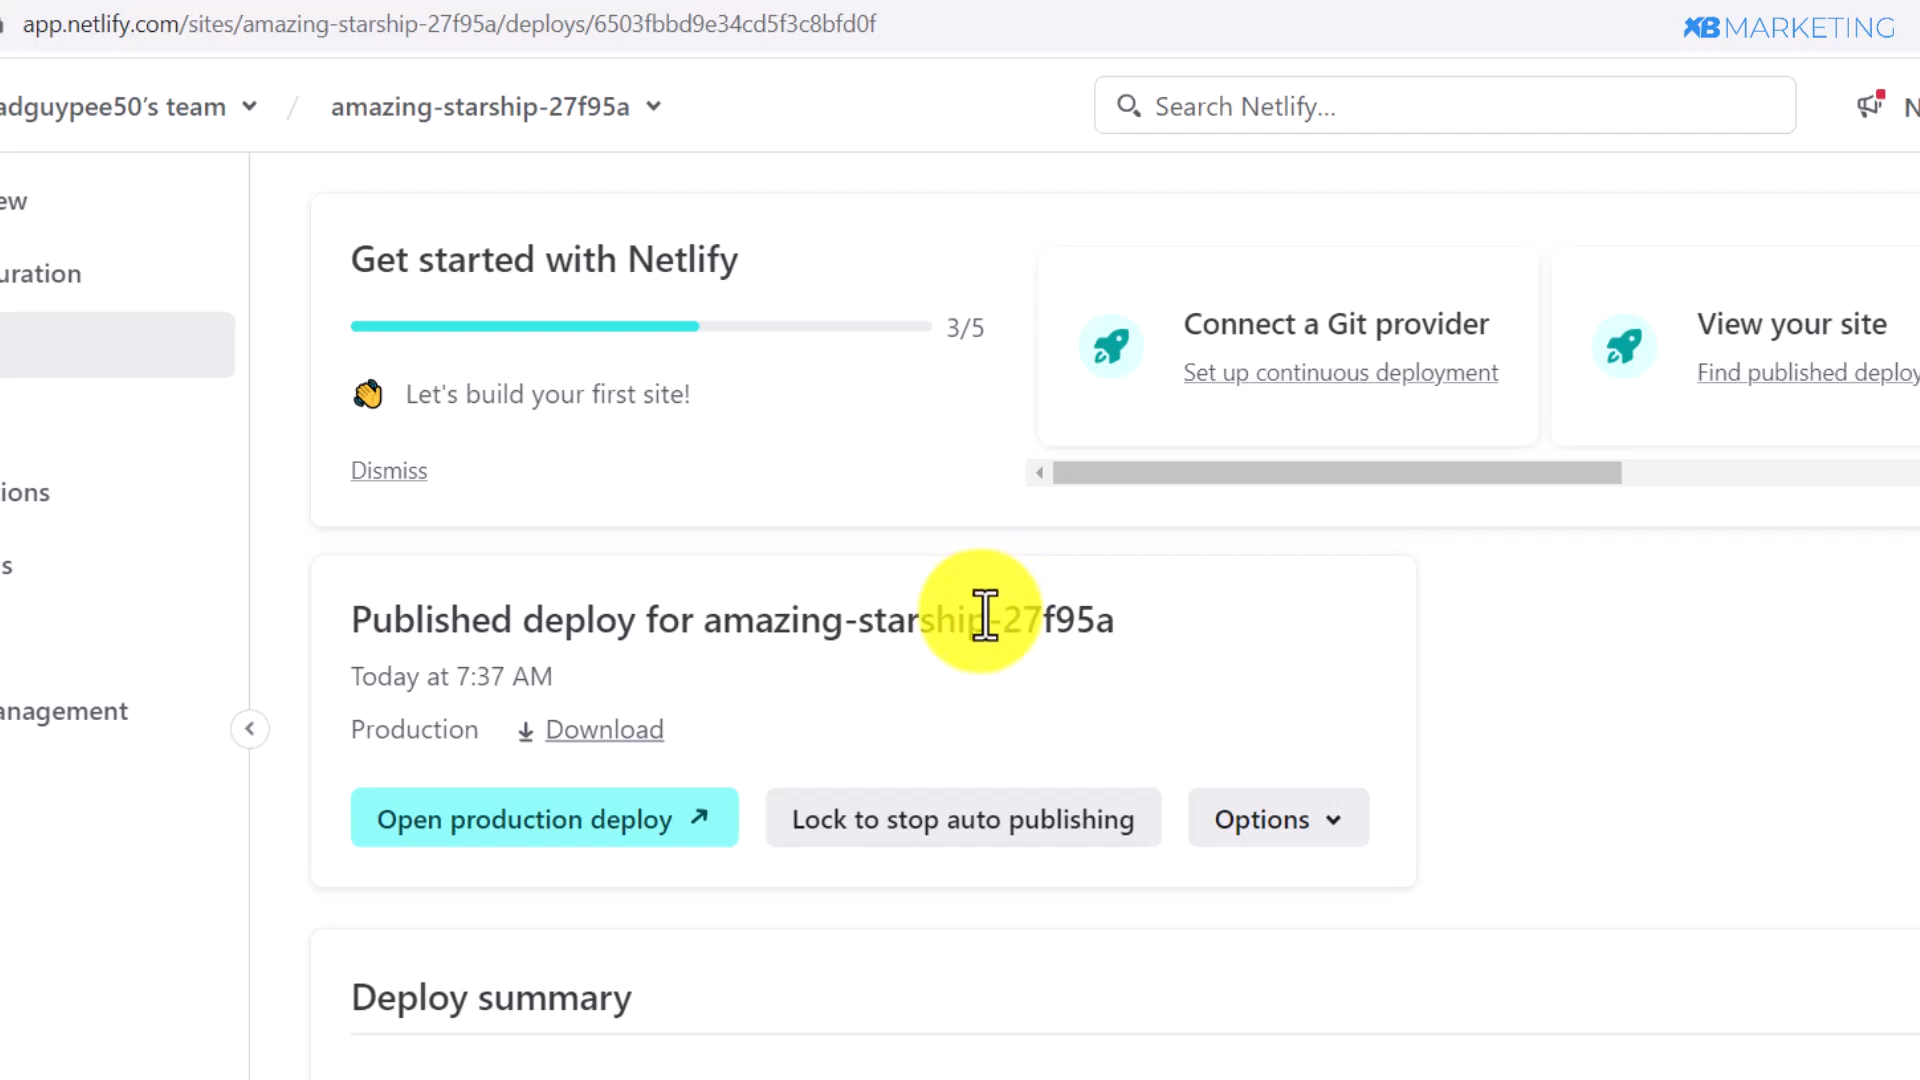 app.netlify.com/sites/amazing-starship-27f95a/deploys/6503fbbd9e34cd5f3c8bfd0f
XB MARKETING
adguypee50's team / amazing-starship-27f95a
Search Netlify...
N
ew
uration
ions
s
anagement
Get started with Netlify
3/5
Let's build your first site!
Dismiss
Connect a Git provider
Set up continuous deployment
View your site
Find published deploy
Published deploy for amazing-starship-27f95a
Today at 7:37 AM
Production Download
Open production deploy
Lock to stop auto publishing
Options
Deploy summary